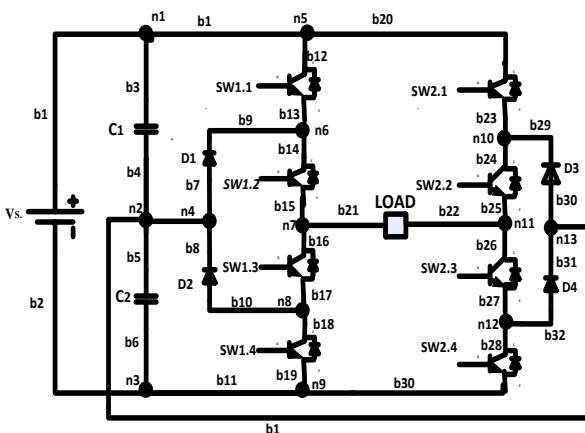 n1 b1 n5 b20
b12
b1 b3 SW1.1 SW2.1
b13 b23
b9 n6 n10 b29
C1 D1 b14 b24 D3
b4 b7 SW1.2 SW2.2 b30
n2 n4 b15 LOAD b25
Vs. + n7 b21 b22 n11 n13
b5 b8 b16 b26 b31
SW1.3 SW2.3
C2 D2 b17 b27 D4
b2 b10 n8 n12 b32
b6 b18 b28
SW1.4 SW2.4
n3 b11 b19 n9 b30
b1